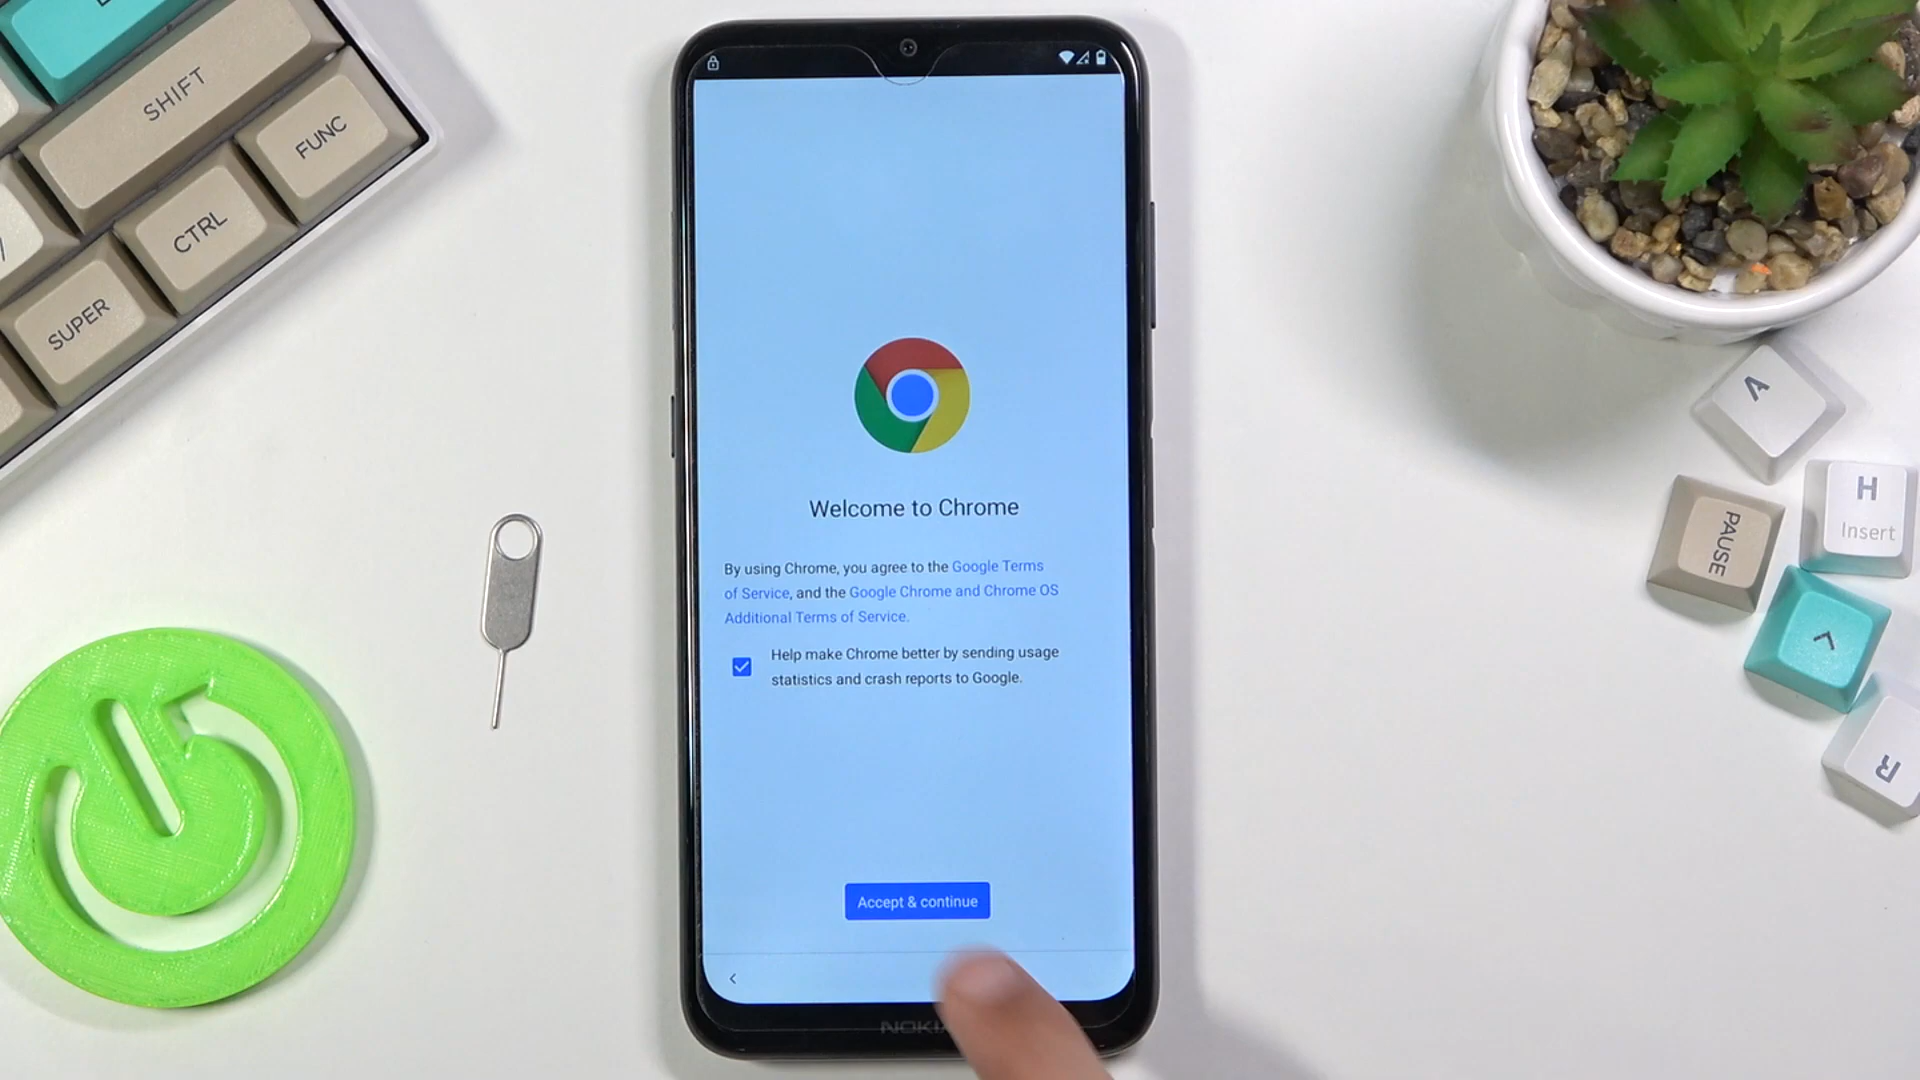 SHIFT
FUNC
CTRL
SUPER
Welcome to Chrome
By using Chrome, you agree to the Google Terms
of Service, and the Google Chrome and Chrome OS
Additional Terms of Service.
Help make Chrome better by sending usage
statistics and crash reports to Google.
Accept & continue
NOKIA
A
H
Insert
PAUSE
R